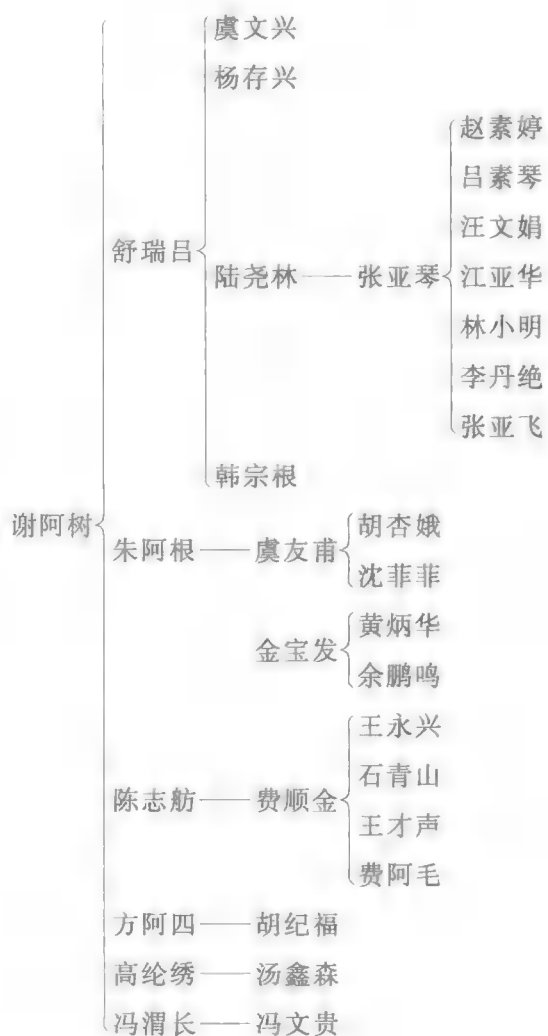 虞文兴
杨存兴
赵素婷
吕素琴
汪文娟
舒瑞吕
陆尧林——张亚琴
江亚华
林小明
李丹绝
张亚飞
韩宗根
谢阿树
胡杏娥
朱阿根——虞友甫
沈菲菲
黄炳华
金宝发
余鹏鸣
王永兴
石青山
陈志舫——费顺金
王才声
费阿毛
方阿四——胡纪福
高纶绣——汤鑫森
冯渭长——冯文贵